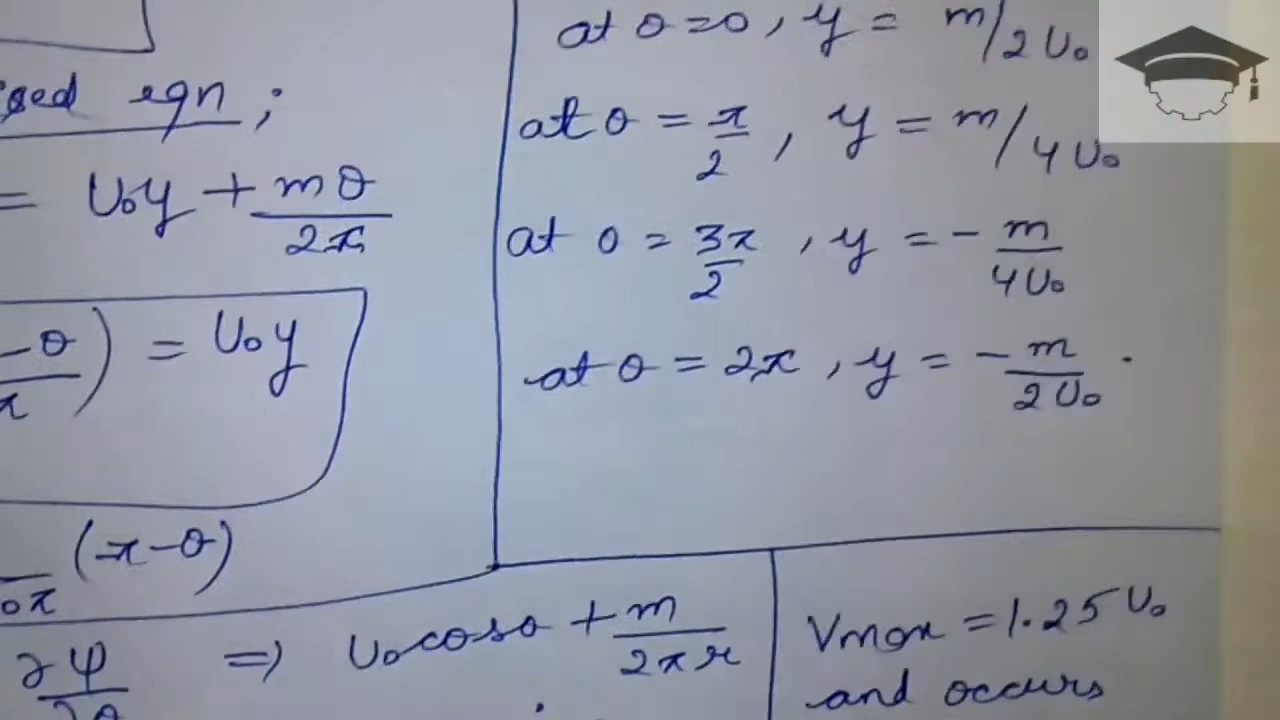 at θ = 0, y = m/2U₀
sed eqn ;
at θ = π/2, y = m/4U₀
= U₀y + mθ/2π
at θ = 3π/2, y = - m/4U₀
-θ) = U₀y
at θ = 2π, y = - m/2U₀ .
(π-θ)
∂ψ => U₀cosθ + m/2πr
Vmax = 1.25 U₀
and occurs